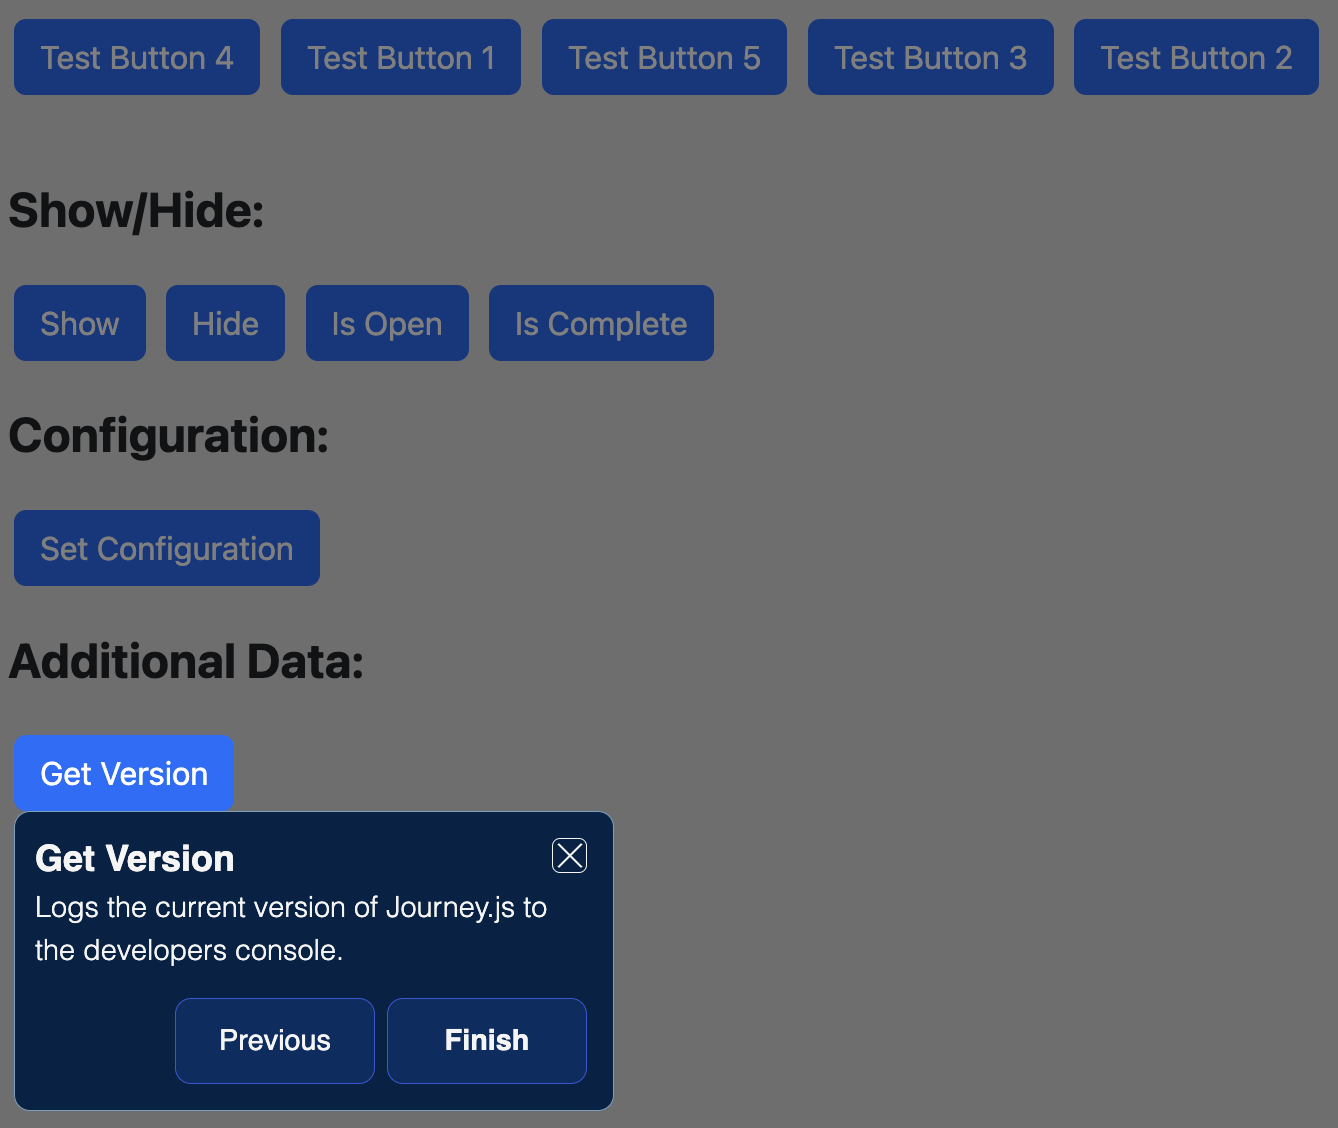 Test Button 4 Test Button 1 Test Button 5 Test Button 3 Test Button 2
Show/Hide:
Show Hide Is Open Is Complete
Configuration:
Set Configuration
Additional Data:
Get Version
Get Version
Logs the current version of Journey.js to
the developers console.
Previous Finish